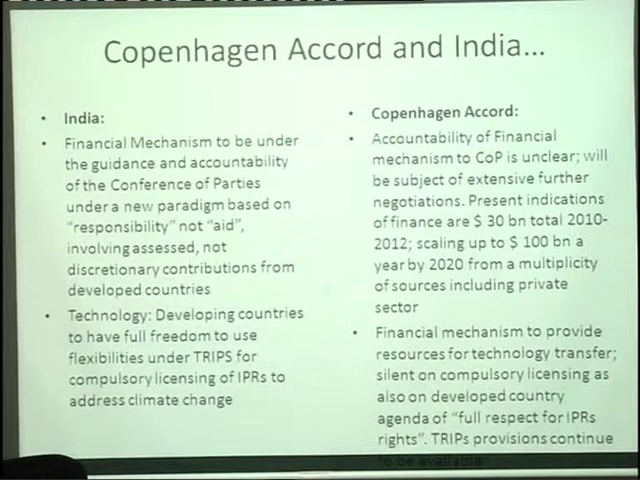 Copenhagen Accord and India...
• India:
• Financial Mechanism to be under
the guidance and accountability
of the Conference of Parties
under a new paradigm based on
"responsibility" not "aid",
involving assessed, not
discretionary contributions from
developed countries
• Technology: Developing countries
to have full freedom to use
flexibilities under TRIPS for
compulsory licensing of IPRs to
address climate change
• Copenhagen Accord:
• Accountability of Financial
mechanism to CoP is unclear; will
be subject of extensive further
negotiations. Present indications
of finance are $ 30 bn total 2010-
2012; scaling up to $ 100 bn a
year by 2020 from a multiplicity
of sources including private
sector
• Financial mechanism to provide
resources for technology transfer;
silent on compulsory licensing as
also on developed country
agenda of "full respect for IPRs
rights". TRIPs provisions continue
to be available